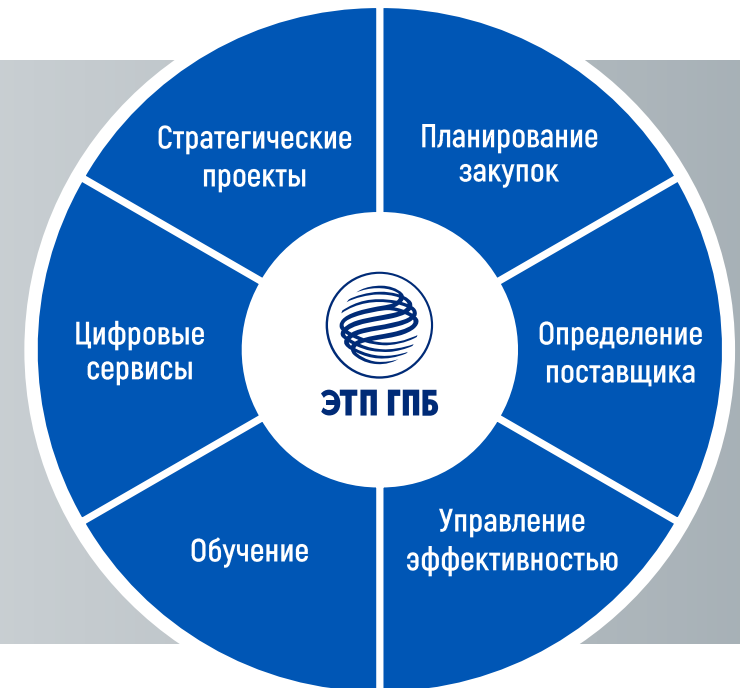 Стратегические
проекты
Планирование
закупок
Цифровые
сервисы
ЭТП ГПБ
Определение
поставщика
Обучение
Управление
эффективностью